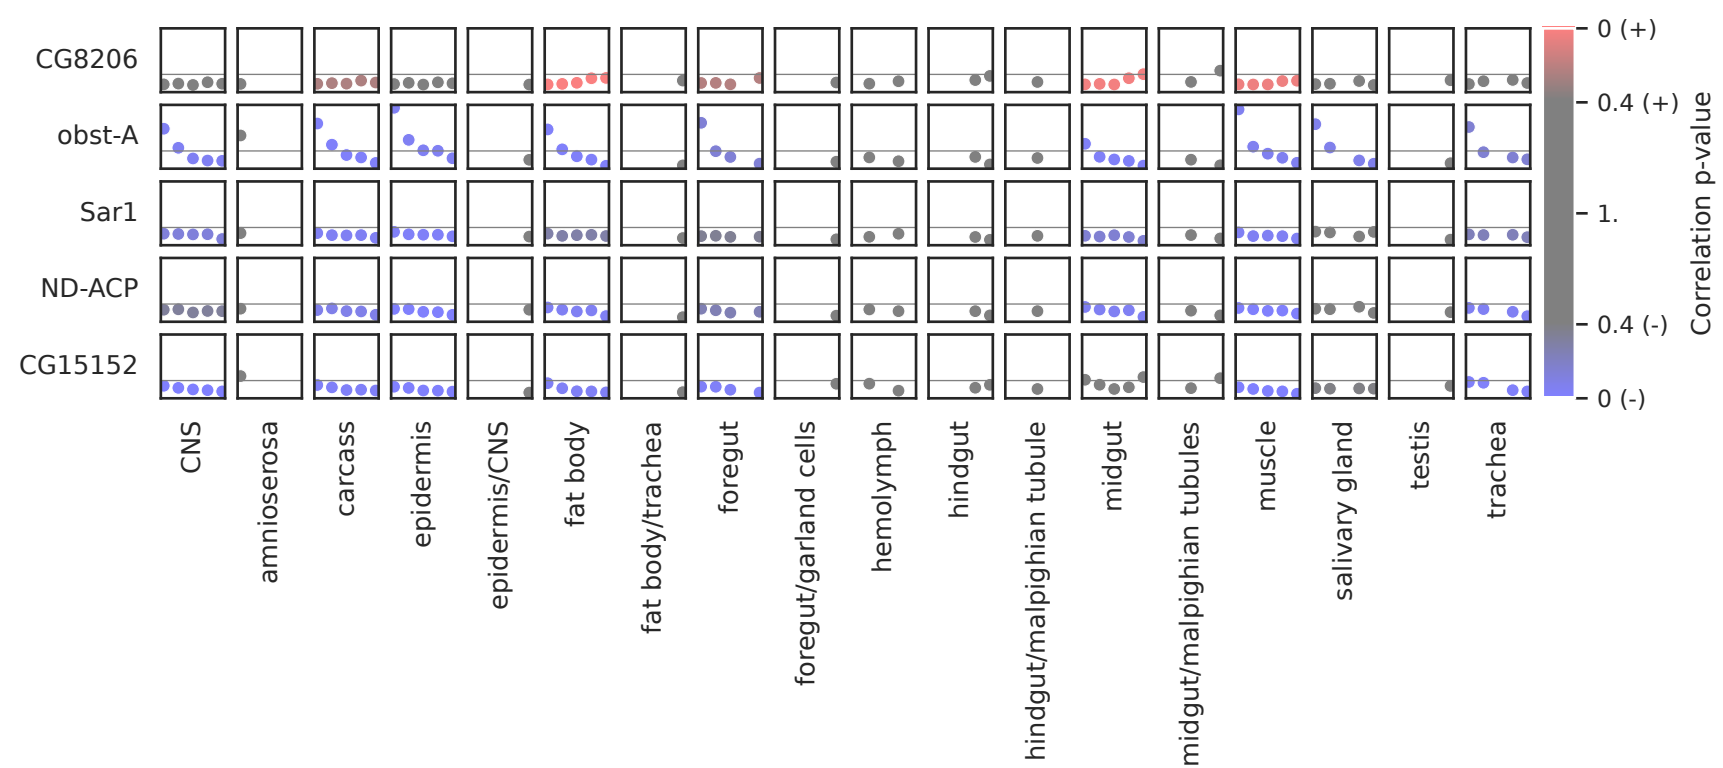 CG8206
obst-A
Sar1
ND-ACP
CG15152
CNS
amnioserosa
carcass
epidermis
epidermis/CNS
fat body
fat body/trachea
foregut
foregut/garland cells
hemolymph
hindgut
hindgut/malpighian tubule
midgut
midgut/malpighian tubules
muscle
salivary gland
testis
trachea
0 (+)
0.4 (+)
1.
0.4 (-)
0 (-)
Correlation p-value